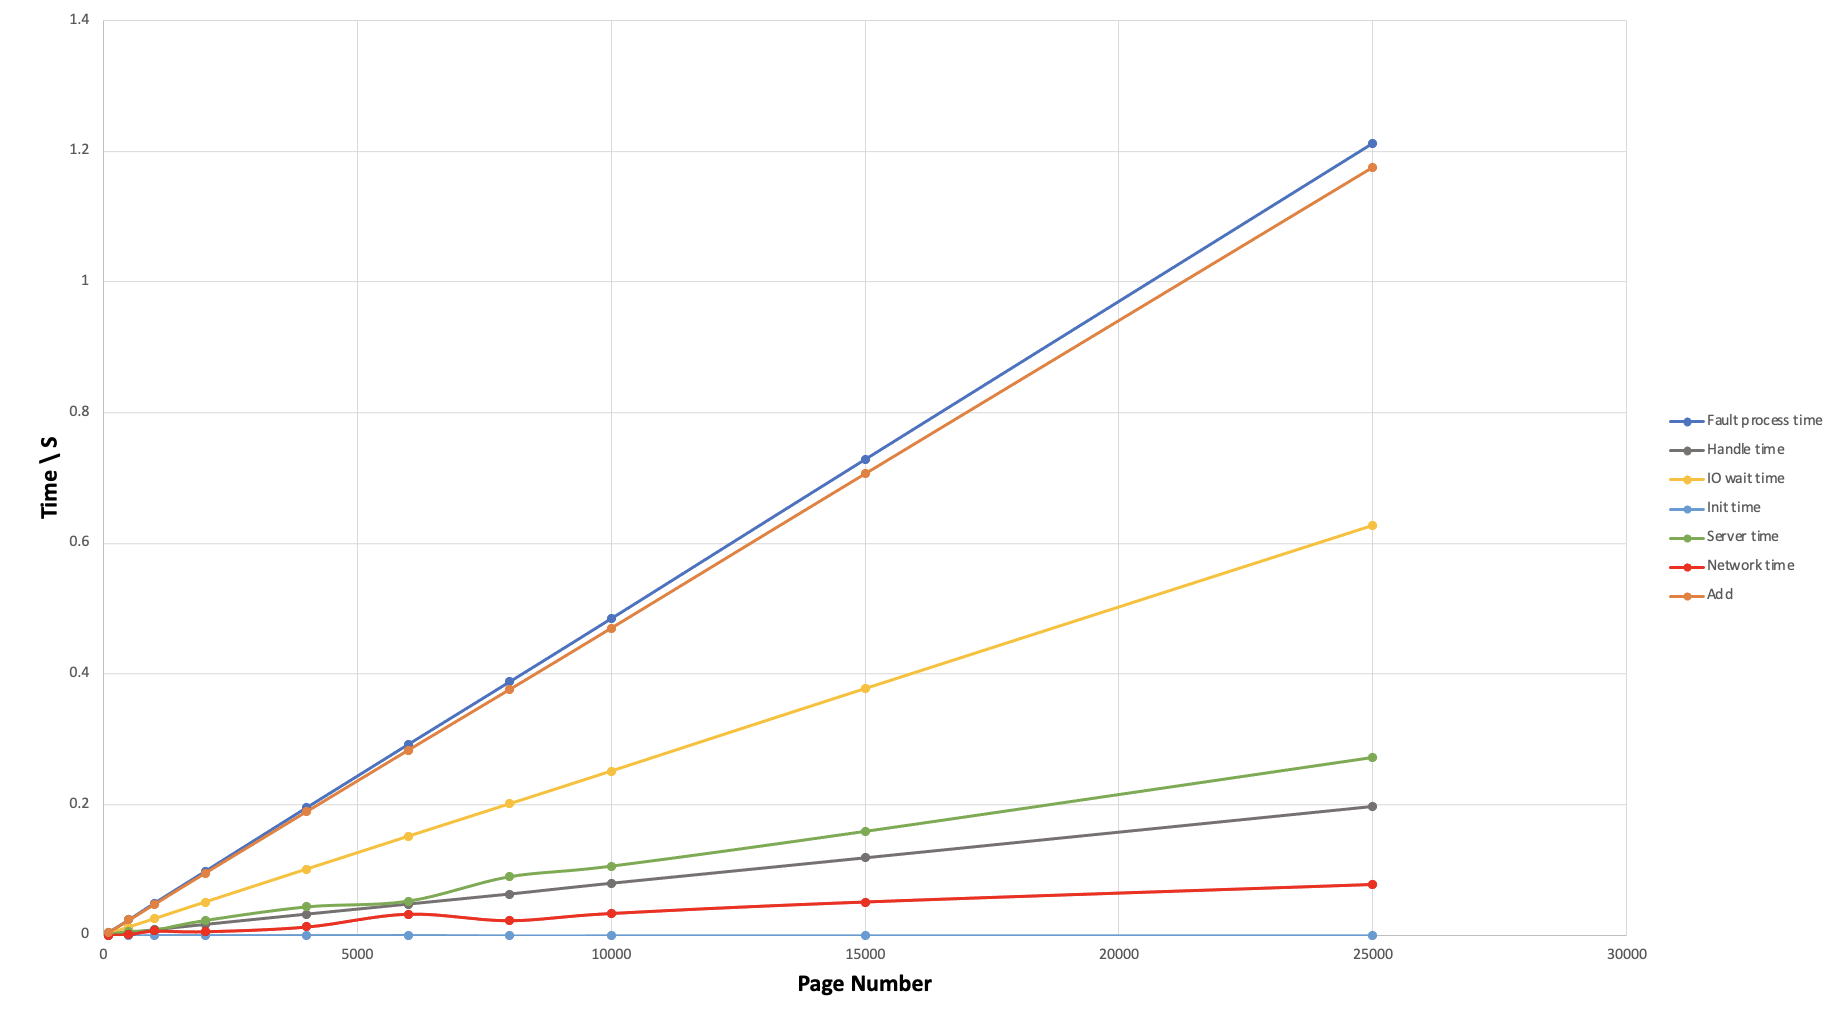 1.4
1.2
1
0.8
0.6
0.4
0.2
0
0 5000 10000 15000 20000 25000 30000
Time \ S
Page Number
Fault process time
Handle time
IO wait time
Init time
Server time
Network time
Add